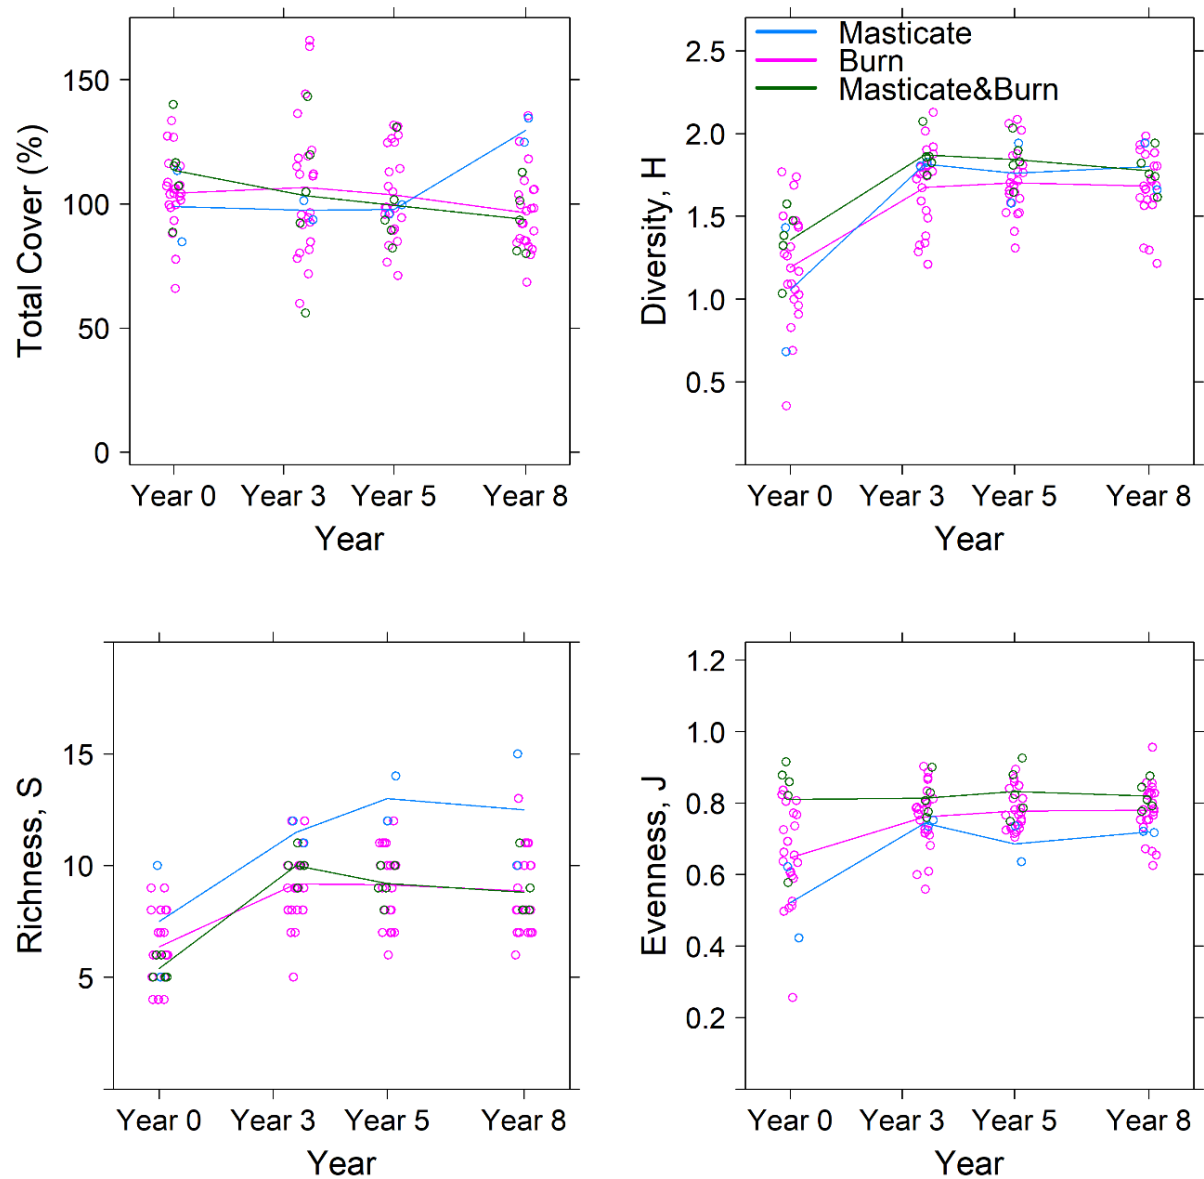 Total Cover (%)
150
100
50
0
Year 0 Year 3 Year 5 Year 8
Year
Masticate
Burn
Masticate&Burn
Diversity, H
2.5
2.0
1.5
1.0
0.5
Year 0 Year 3 Year 5 Year 8
Year
Richness, S
15
10
5
Year 0 Year 3 Year 5 Year 8
Year
Evenness, J
1.2
1.0
0.8
0.6
0.4
0.2
Year 0 Year 3 Year 5 Year 8
Year